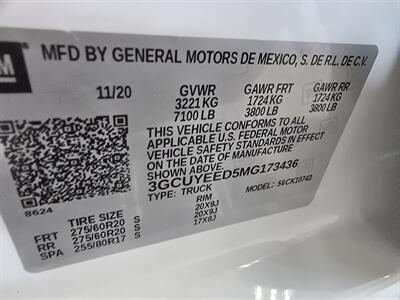 GM
MFD BY GENERAL MOTORS DE MEXICO, S. DE R.L. DE C.V.
11/20 GVWR GAWR FRT GAWR RR
3221 KG 1724 KG 1724 KG
7100 LB 3800 LB 3800 LB
THIS VEHICLE CONFORMS TO ALL
APPLICABLE U.S. FEDERAL MOTOR
VEHICLE SAFETY STANDARDS IN EFFECT
ON THE DATE OF MANUFACTURE
3GCUYEED5MG173436
TYPE: TRUCK MODEL: 56CK10743
8624
TIRE SIZE RIM
FRT 275/60R20 S 20X9J
RR 275/60R20 S 20X9J
SPA 255/80R17 S 17X8J